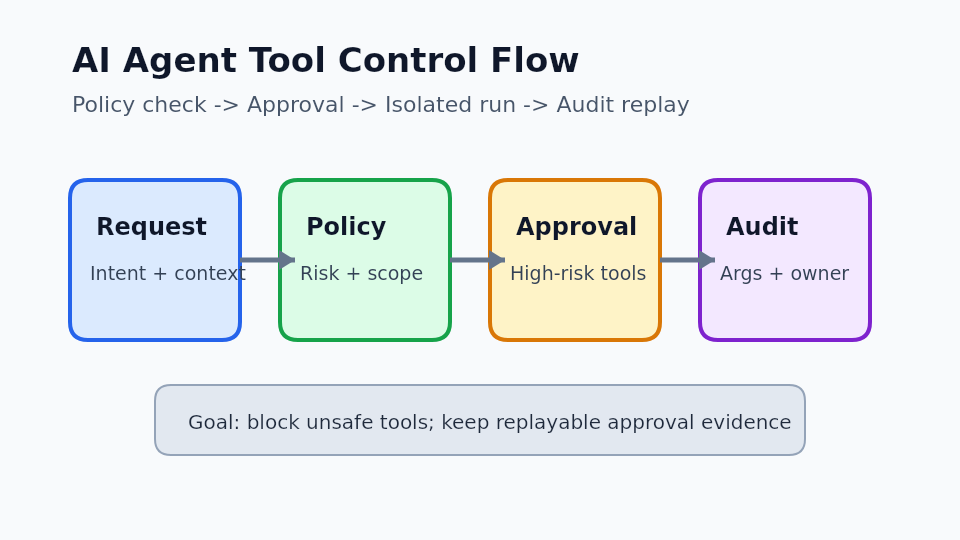 AI Agent Tool Control Flow
Policy check -> Approval -> Isolated run -> Audit replay
Request
Intent + context
Policy
Risk + scope
Approval
High-risk tools
Audit
Args + owner
Goal: block unsafe tools; keep replayable approval evidence